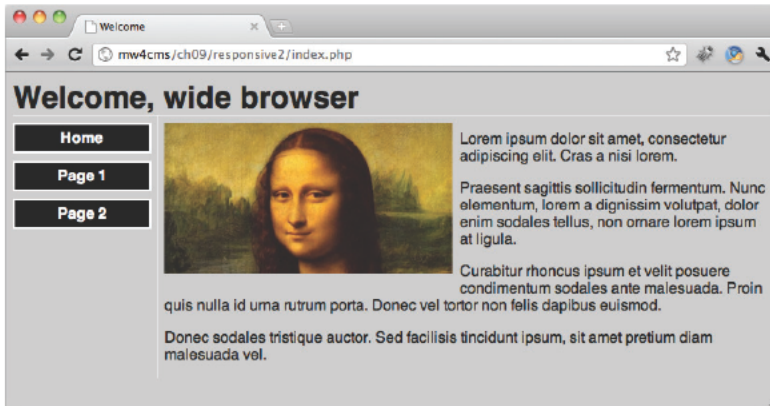 Welcome
mw4cms/ch09/responsive2/index.php
Welcome, wide browser
Home
Page 1
Page 2
Lorem ipsum dolor sit amet, consectetur
adipiscing elit. Cras a nisi lorem.
Praesent sagittis sollicitudin fermentum. Nunc
elementum, lorem a dignissim volutpat, dolor
enim sodales tellus, non ornare lorem ipsum
at ligula.
Curabitur rhoncus ipsum et velit posuere
condimentum sodales ante malesuada. Proin
quis nulla id urna rutrum porta. Donec vel tortor non felis dapibus euismod.
Donec sodales tristique auctor. Sed facilisis tincidunt ipsum, sit amet pretium diam
malesuada vel.